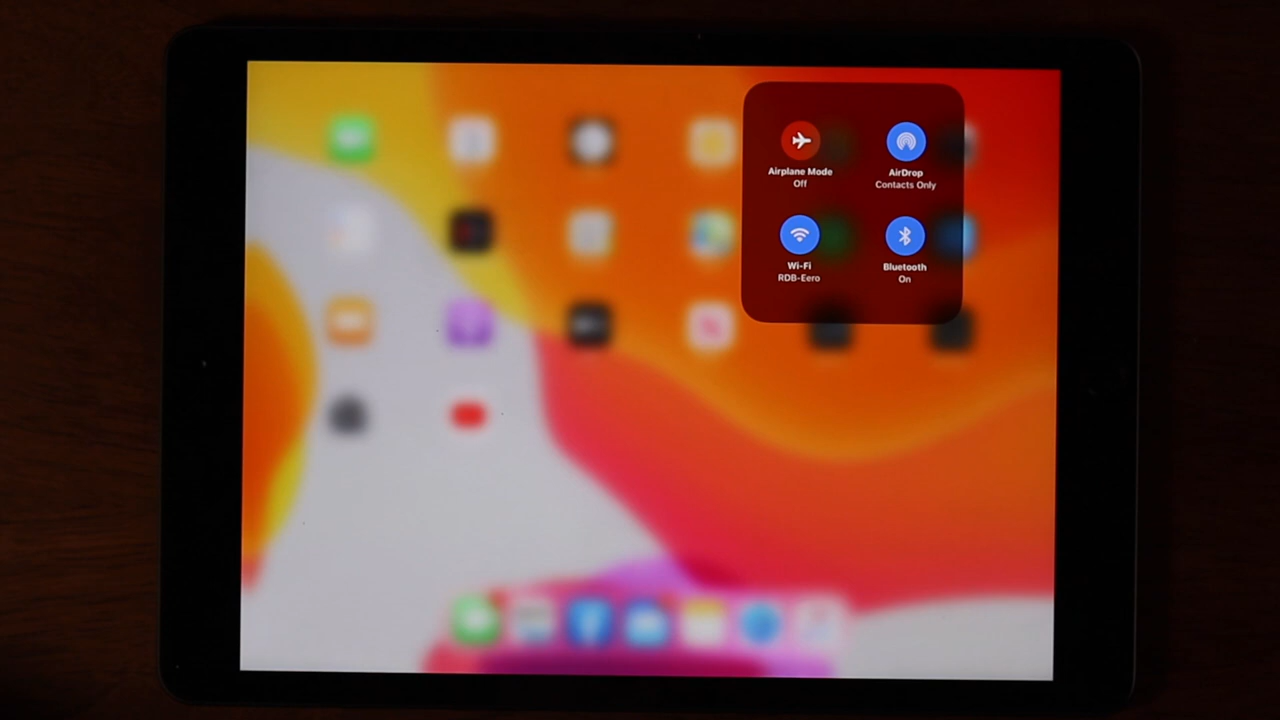 Airplane Mode
Off
AirDrop
Contacts Only
Wi-Fi
RDB-Eero
Bluetooth
On